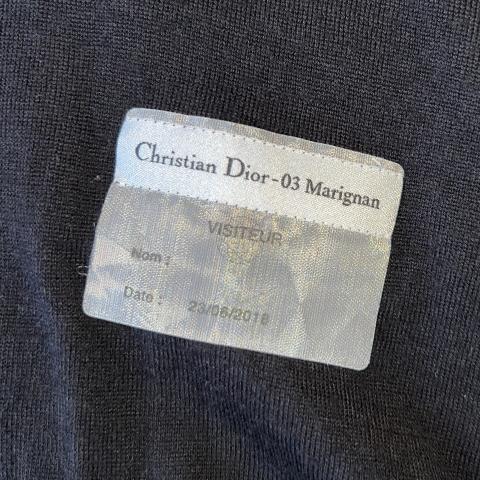 Christian Dior-03 Marignan
VISITEUR
Nom :
Date : 23/06/2018